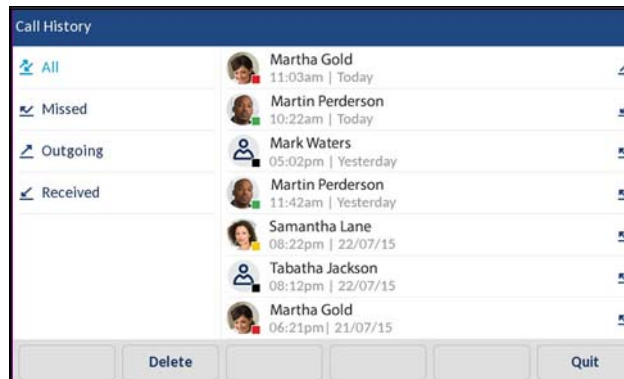 Call History
All
Missed
Outgoing
Received
Martha Gold
11:03am | Today
Martin Perderson
10:22am | Today
Mark Waters
05:02pm | Yesterday
Martin Perderson
11:42am | Yesterday
Samantha Lane
08:22pm | 22/07/15
Tabatha Jackson
08:12pm | 22/07/15
Martha Gold
06:21pm| 21/07/15
Delete
Quit